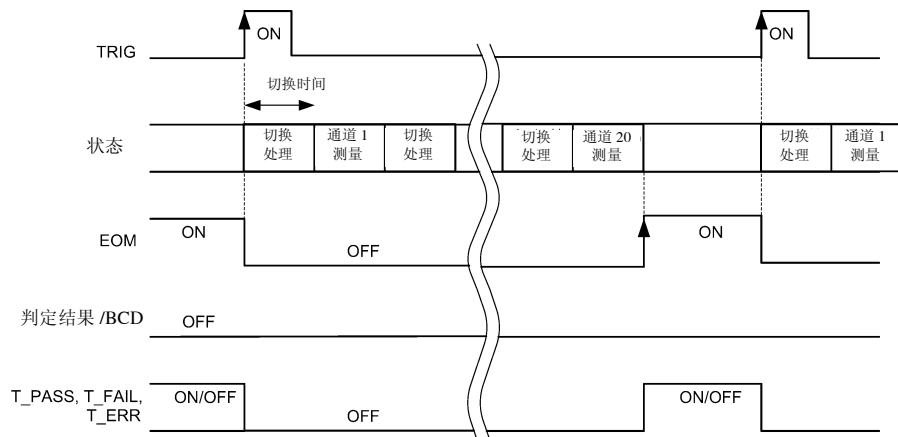 TRIG
ON
ON
切换时间
状态
切换
处理
通道 1
测量
切换
处理
切换
处理
通道 20
测量
切换
处理
通道 1
测量
EOM
ON
OFF
ON
判定结果 /BCD
OFF
T_PASS, T_FAIL,
T_ERR
ON/OFF
OFF
ON/OFF